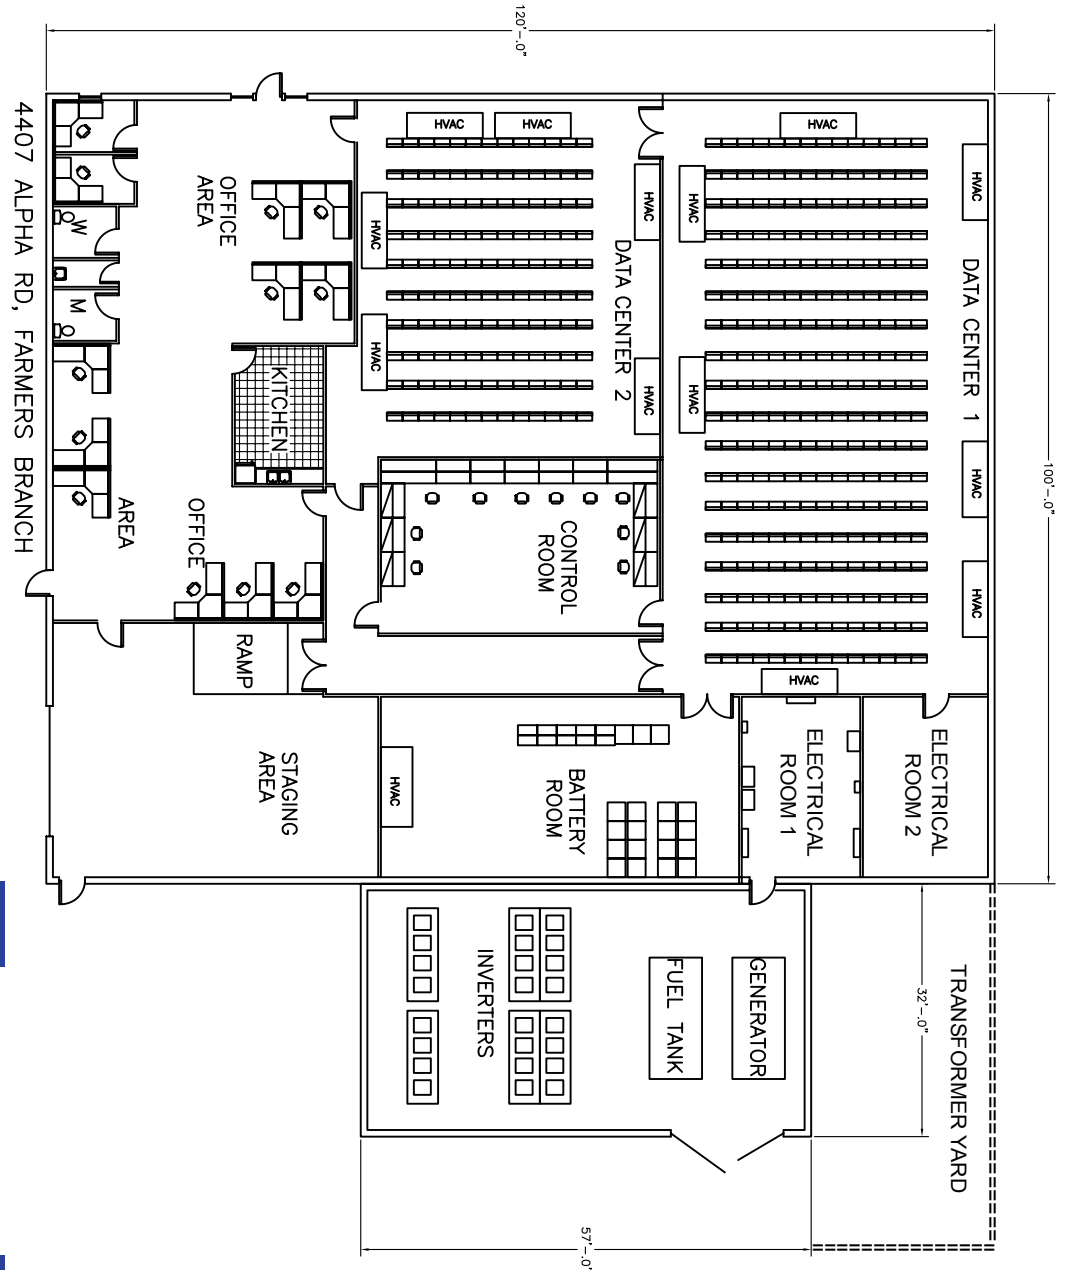 120'-.0"
100'-.0"
4407 ALPHA RD, FARMERS BRANCH
HVAC
HVAC
HVAC
HVAC
HVAC
HVAC
HVAC
HVAC
HVAC
HVAC
HVAC
HVAC
HVAC
HVAC
DATA CENTER 1
DATA CENTER 2
OFFICE
AREA
W
M
KITCHEN
CONTROL
ROOM
OFFICE
AREA
RAMP
STAGING
AREA
BATTERY
ROOM
ELECTRICAL
ROOM 1
ELECTRICAL
ROOM 2
INVERTERS
FUEL TANK
GENERATOR
TRANSFORMER YARD
32'-.0"
57'-.0"